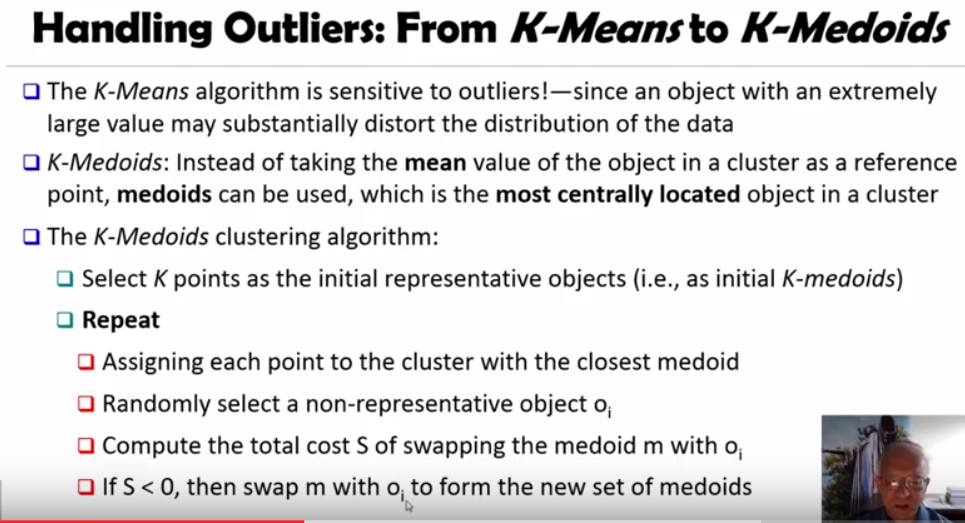 Handling Outliers: From K-Means to K-Medoids
The K-Means algorithm is sensitive to outliers!—since an object with an extremely
large value may substantially distort the distribution of the data
K-Medoids: Instead of taking the mean value of the object in a cluster as a reference
point, medoids can be used, which is the most centrally located object in a cluster
The K-Medoids clustering algorithm:
Select K points as the initial representative objects (i.e., as initial K-medoids)
Repeat
Assigning each point to the cluster with the closest medoid
Randomly select a non-representative object oᵢ
Compute the total cost S of swapping the medoid m with oᵢ
If S < 0, then swap m with oᵢ to form the new set of medoids